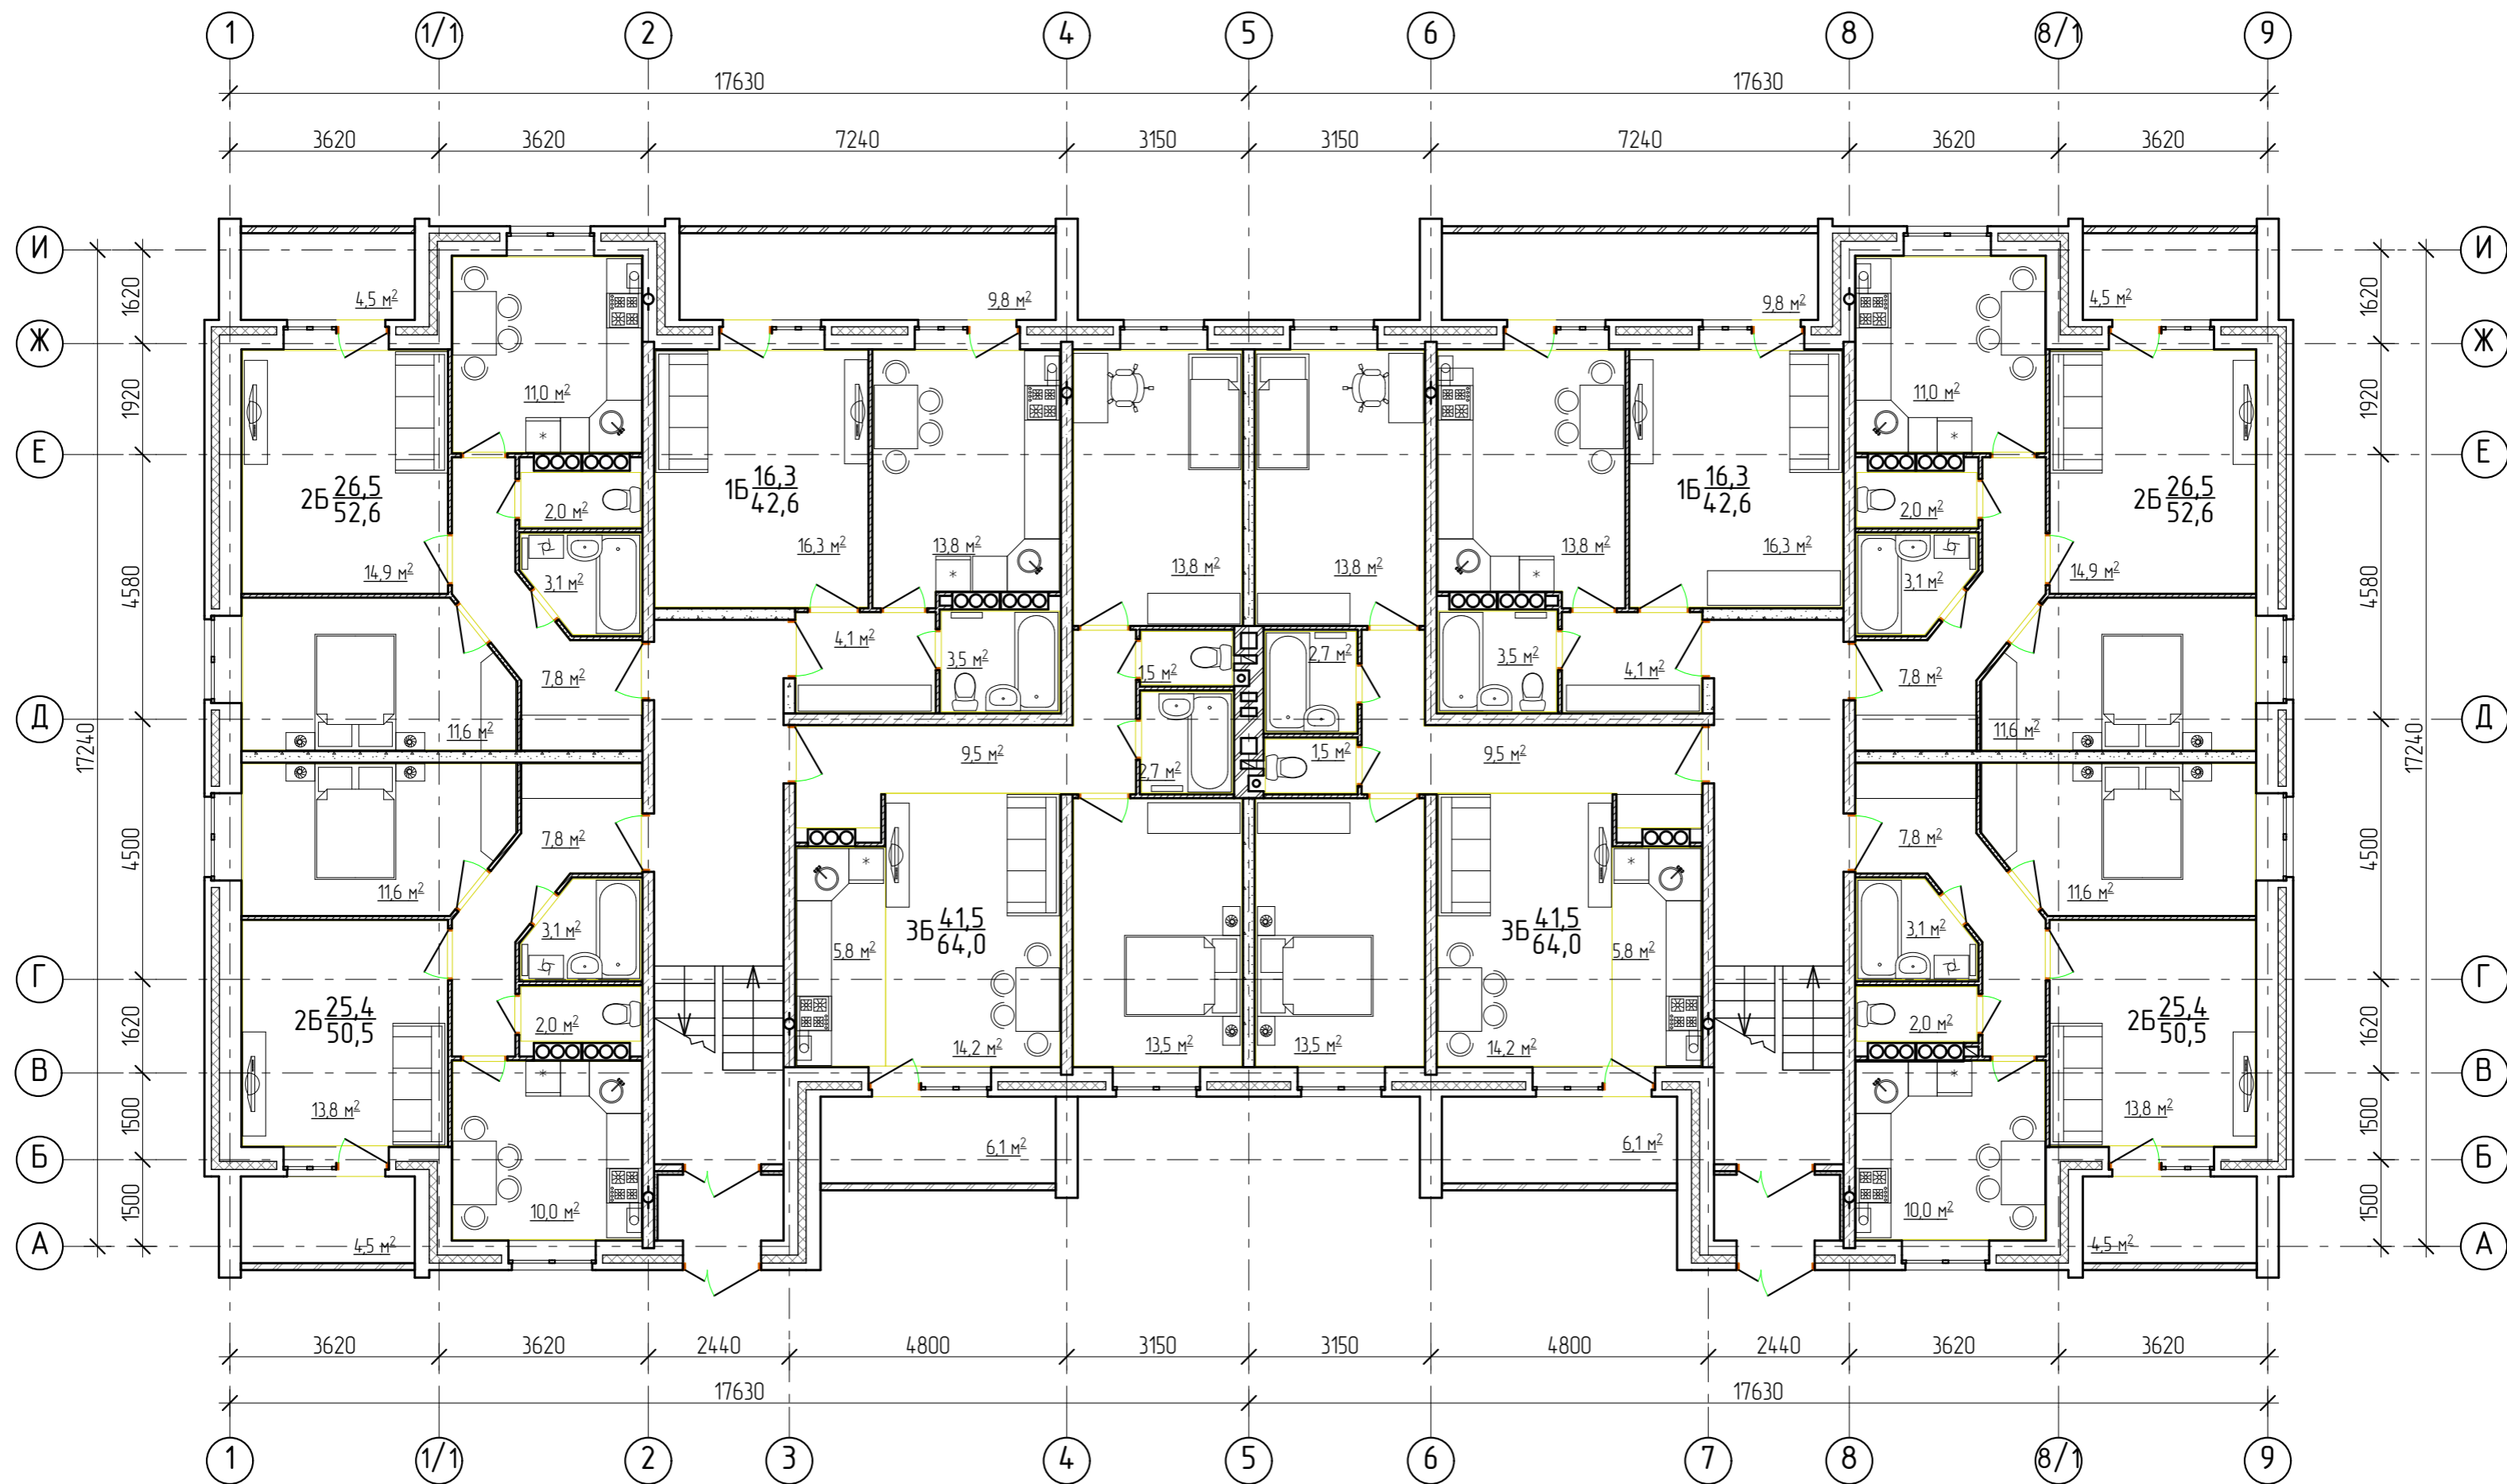 1 1/1 2 4 5 6 8 8/1 9
17630 17630
3620 3620 7240 3150 3150 7240 3620 3620
И И
4,5 м² 9,8 м² 9,8 м² 4,5 м²
1620 1620
Ж Ж
11,0 м² 11,0 м²
1920 1920
Е Е
2Б 26,5 1Б 16,3 1Б 16,3 2Б 26,5
52,6 42,6 42,6 52,6
2,0 м² 2,0 м²
16,3 м² 13,8 м² 13,8 м² 16,3 м²
14,9 м² 3,1 м² 13,8 м² 13,8 м² 3,1 м² 14,9 м²
4580 4580
4,1 м² 3,5 м² 2,7 м² 3,5 м² 4,1 м²
7,8 м² 1,5 м² 7,8 м²
Д Д
11,6 м² 11,6 м²
17240 17240
9,5 м² 1,5 м² 9,5 м²
2,7 м²
7,8 м² 7,8 м²
4500 4500
11,6 м² 11,6 м²
3,1 м² 3Б 41,5 3Б 41,5 3,1 м²
5,8 м² 64,0 64,0 5,8 м²
Г Г
2Б 25,4 2Б 25,4
50,5 50,5
2,0 м² 2,0 м²
1620 1620
14,2 м² 13,5 м² 13,5 м² 14,2 м²
В В
13,8 м² 13,8 м²
1500 1500
6,1 м² 6,1 м²
Б Б
10,0 м² 10,0 м²
1500 1500
4,5 м² 4,5 м²
А А
3620 3620 2440 4800 3150 3150 4800 2440 3620 3620
17630 17630
1 1/1 2 3 4 5 6 7 8 8/1 9